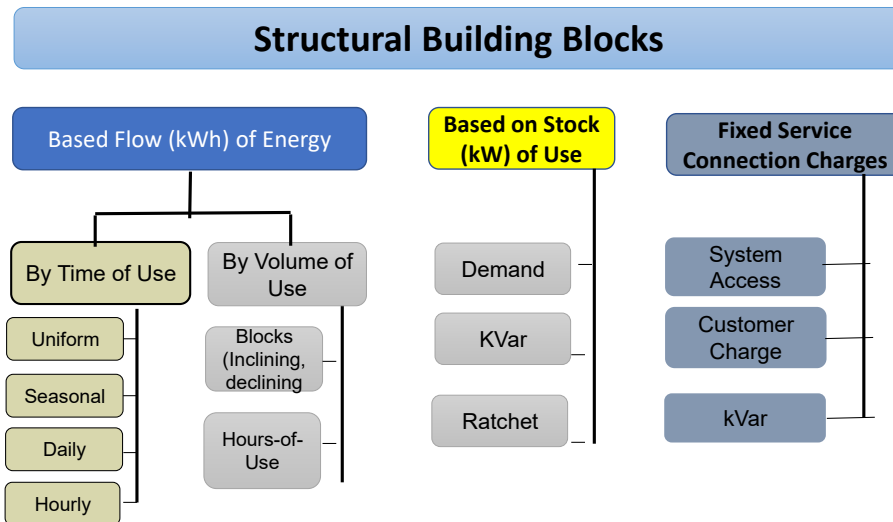 Structural Building Blocks
Based Flow (kWh) of Energy
By Time of Use
Uniform
Seasonal
Daily
Hourly
By Volume of
Use
Blocks
(Inclining,
declining
Hours-of-
Use
Based on Stock
(kW) of Use
Demand
KVar
Ratchet
Fixed Service
Connection Charges
System
Access
Customer
Charge
kVar